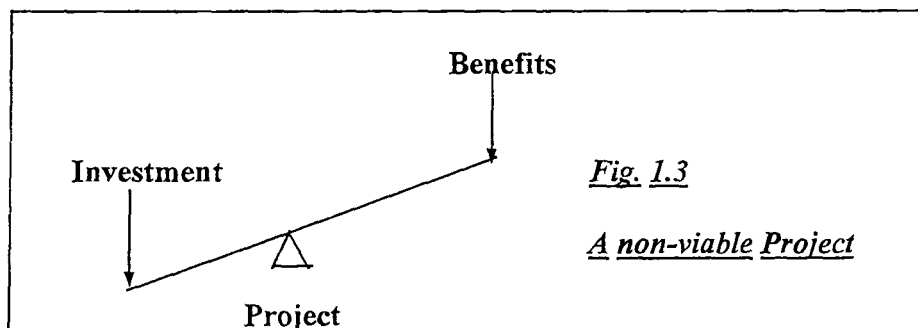 Benefits
Investment
Fig. 1.3
A non-viable Project
Project